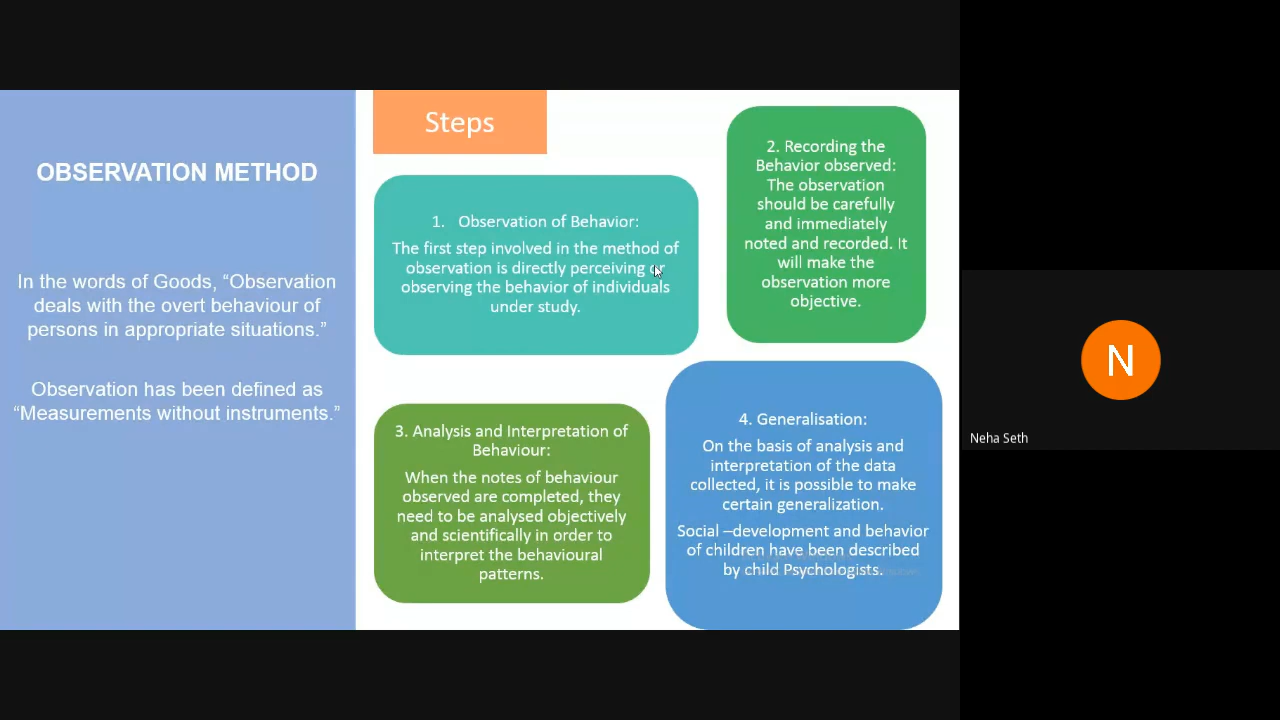 OBSERVATION METHOD
In the words of Goods, “Observation
deals with the overt behaviour of
persons in appropriate situations.”
Observation has been defined as
“Measurements without instruments.”
Steps
1. Observation of Behavior:
The first step involved in the method of
observation is directly perceiving or
observing the behavior of individuals
under study.
2. Recording the
Behavior observed:
The observation
should be carefully
and immediately
noted and recorded. It
will make the
observation more
objective.
3. Analysis and Interpretation of
Behaviour:
When the notes of behaviour
observed are completed, they
need to be analysed objectively
and scientifically in order to
interpret the behavioural
patterns.
4. Generalisation:
On the basis of analysis and
interpretation of the data
collected, it is possible to make
certain generalization.
Social –development and behavior
of children have been described
by child Psychologists.
N
Neha Seth